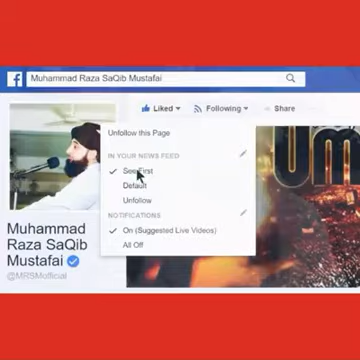 f Muhammad Raza SaQib Mustafai
Liked Following Share
Unfollow this Page
IN YOUR NEWS FEED
See First
Default
Unfollow
NOTIFICATIONS
On (Suggested Live Videos)
All Off
Muhammad
Raza SaQib
Mustafai
@MRSMofficial
Um